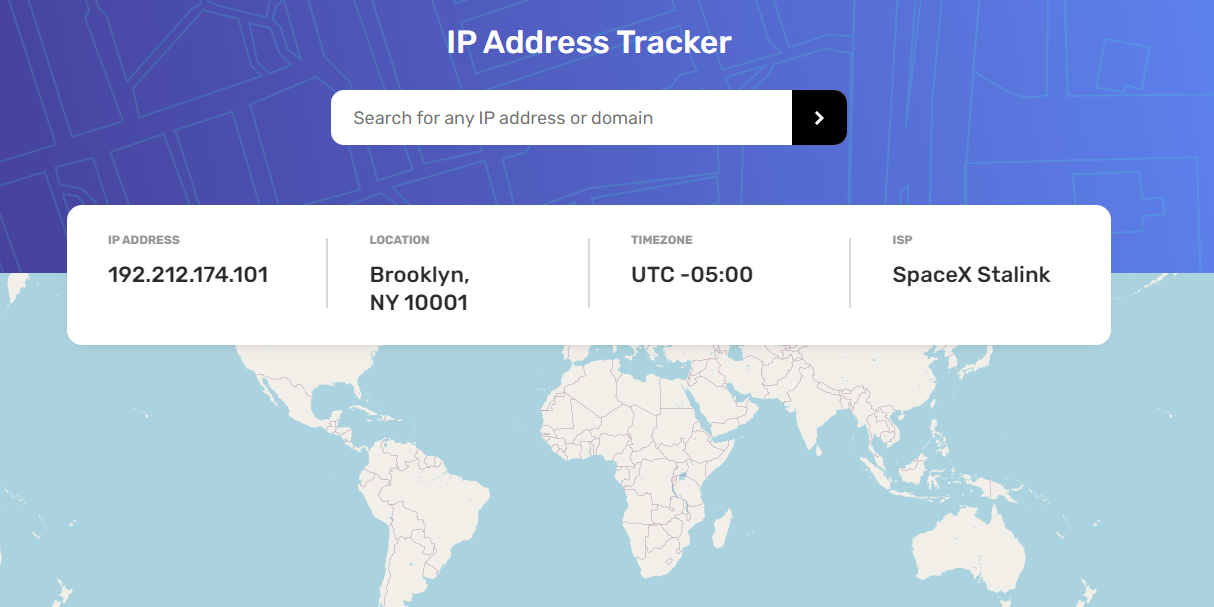 IP Address Tracker
Search for any IP address or domain
IP ADDRESS
192.212.174.101
LOCATION
Brooklyn,
NY 10001
TIMEZONE
UTC -05:00
ISP
SpaceX Stalink